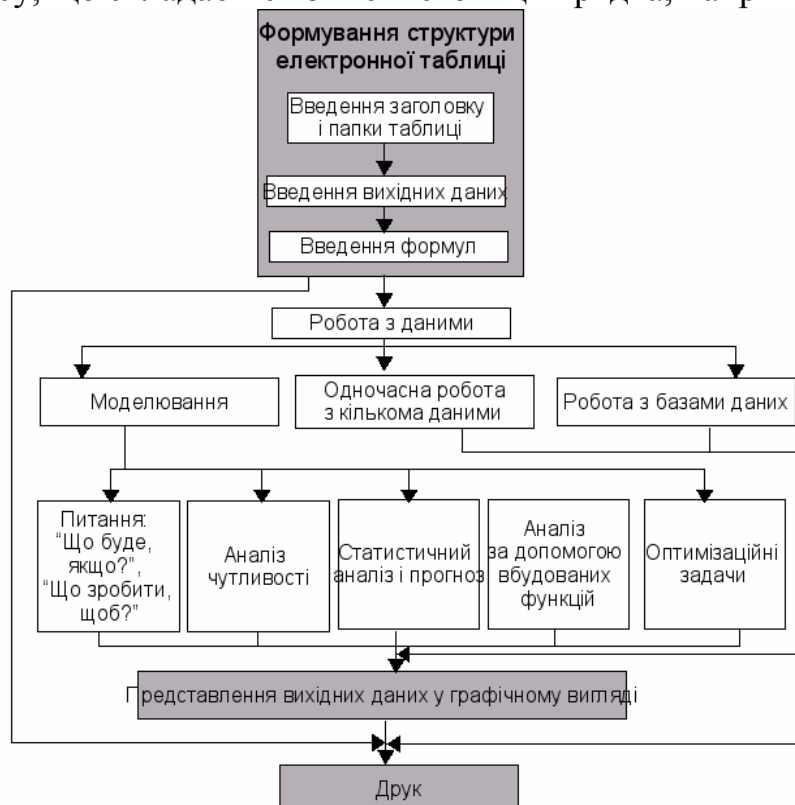 Формування структури
електронної таблиці
Введення заголовку
і папки таблиці
Введення вихідних даних
Введення формул
Робота з даними
Моделювання
Одночасна робота
з кількома даними
Робота з базами даних
Питання:
“Що буде,
якщо?”,
“Що зробити,
щоб?”
Аналіз
чутливості
Статистичний
аналіз і прогноз
Аналіз
за допомогою
вбудованих
функцій
Оптимізаційні
задачи
Представлення вихідних даних у графічному вигляді
Друк